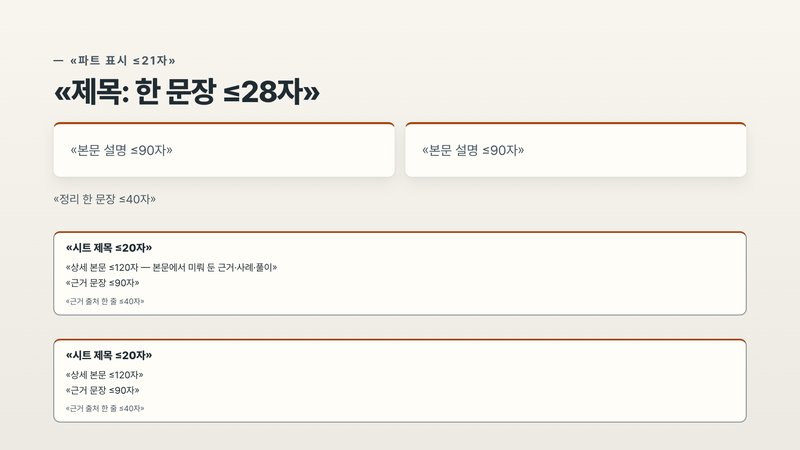 — «파트 표시 ≤21자»
«제목: 한 문장 ≤28자»
«본문 설명 ≤90자»
«본문 설명 ≤90자»
«정리 한 문장 ≤40자»
«시트 제목 ≤20자»
«상세 본문 ≤120자 — 본문에서 미뤄 둔 근거·사례·풀이»
«근거 문장 ≤90자»
«근거 출처 한 줄 ≤40자»
«시트 제목 ≤20자»
«상세 본문 ≤120자»
«근거 문장 ≤90자»
«근거 출처 한 줄 ≤40자»